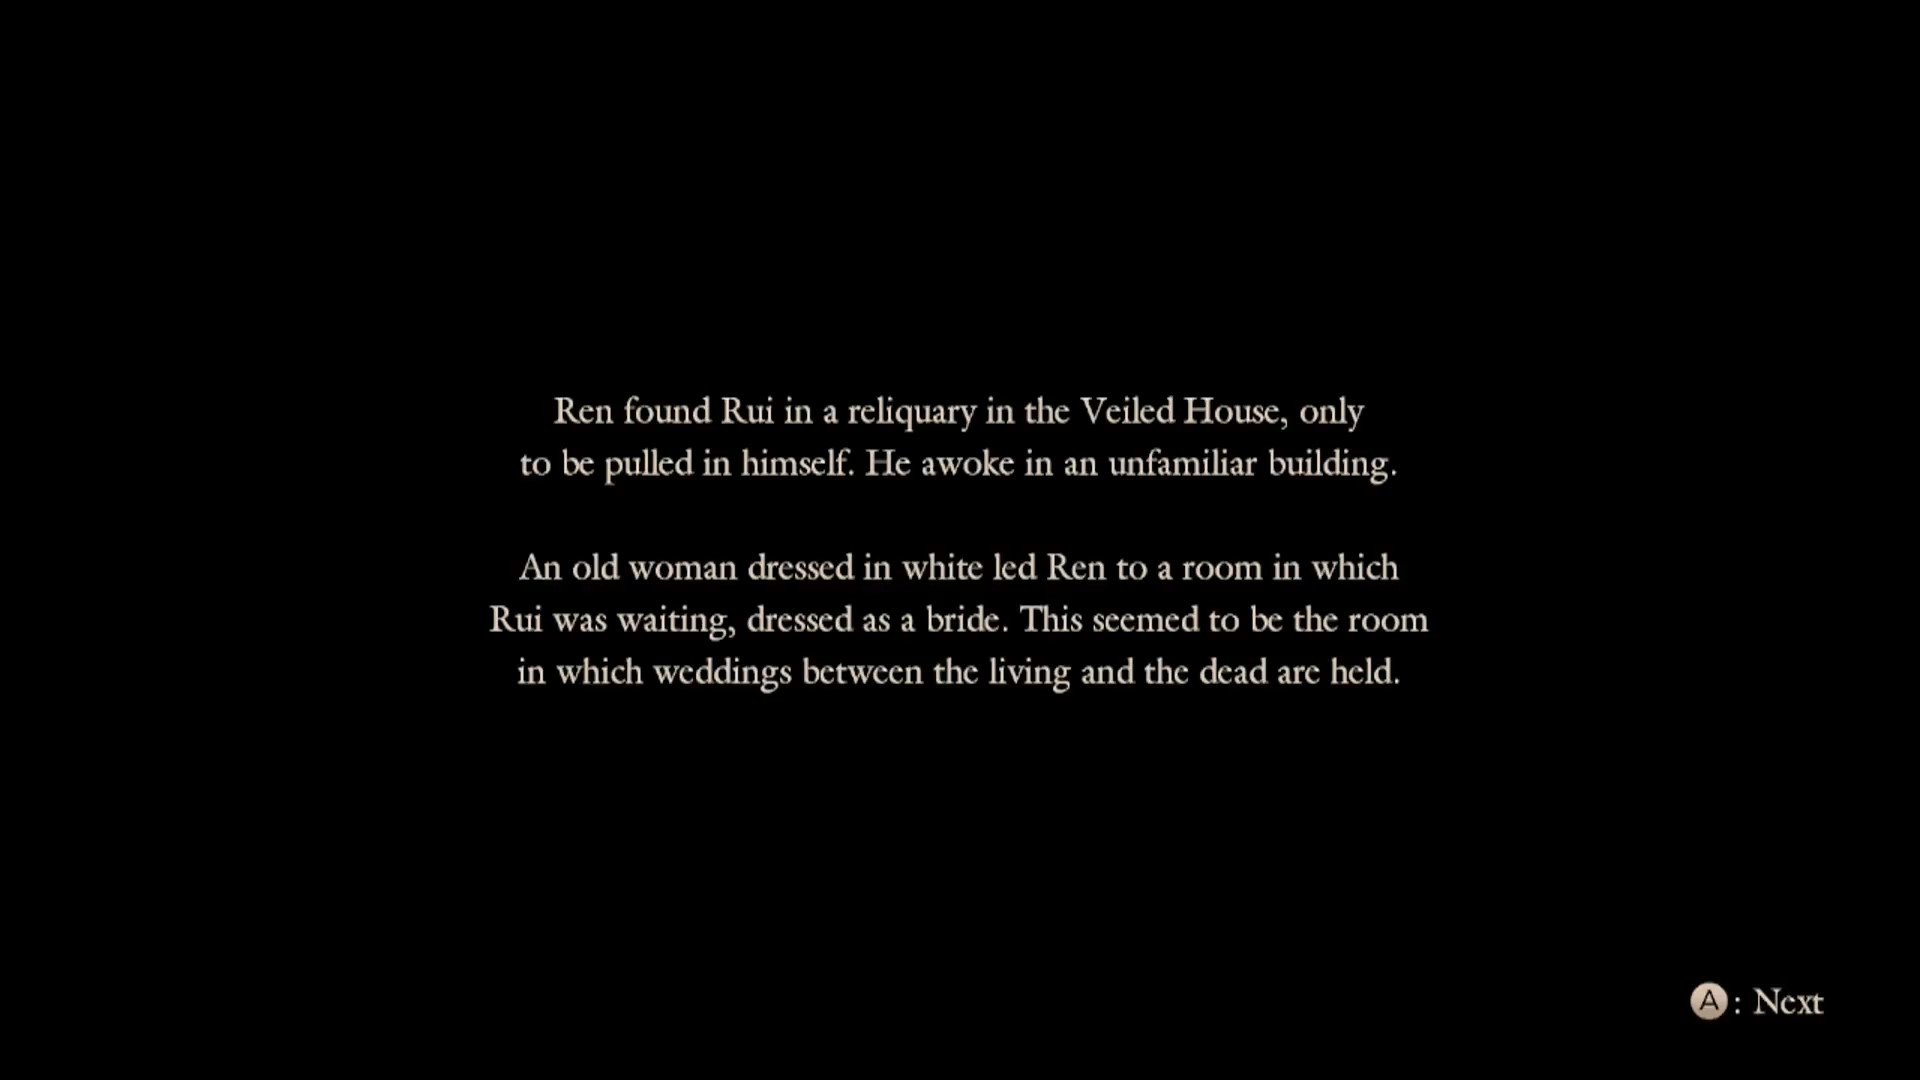 Ren found Rui in a reliquary in the Veiled House, only
to be pulled in himself. He awoke in an unfamiliar building.
An old woman dressed in white led Ren to a room in which
Rui was waiting, dressed as a bride. This seemed to be the room
in which weddings between the living and the dead are held.
A : Next